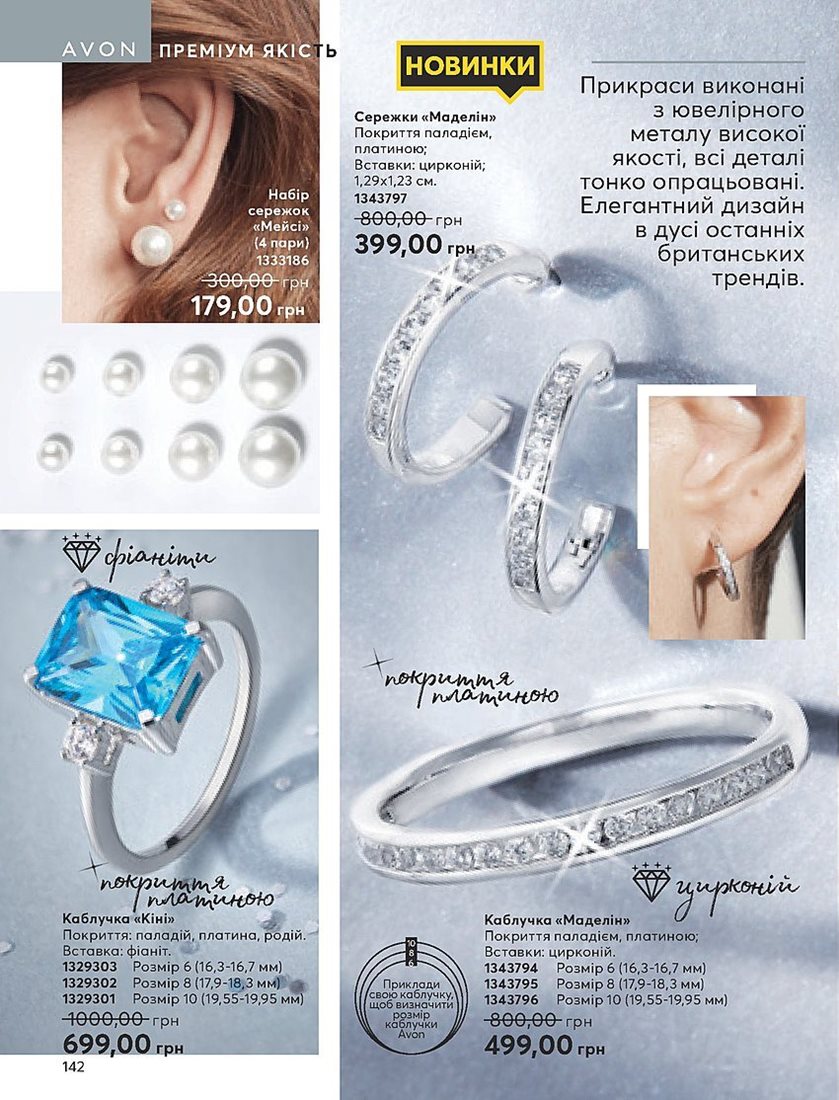 AVON ПРЕМІУМ ЯКІСТЬ
Набір
сережок
«Мейсі»
(4 пари)
1333186
300,00 грн
179,00 грн
НОВИНКИ
Сережки «Маделін»
Покриття паладієм,
платиною;
Вставки: цирконій;
1,29х1,23 см.
1343797
800,00 грн
399,00 грн
Прикраси виконані
з ювелірного
металу високої
якості, всі деталі
тонко опрацьовані.
Елегантний дизайн
в дусі останніх
британських
трендів.
фіаніти
покриття
платиною
Каблучка «Кіні»
Покриття: паладій, платина, родій.
Вставка: фіаніт.
1329303 Розмір 6 (16,3-16,7 мм)
1329302 Розмір 8 (17,9-18,3 мм)
1329301 Розмір 10 (19,55-19,95 мм)
1000,00 грн
699,00 грн
покриття
платиною
цирконій
10
8
6
Приклади
свою каблучку,
щоб визначити
розмір
каблучки
Avon
Каблучка «Маделін»
Покриття паладієм, платиною;
Вставки: цирконій.
1343794 Розмір 6 (16,3-16,7 мм)
1343795 Розмір 8 (17,9-18,3 мм)
1343796 Розмір 10 (19,55-19,95 мм)
800,00 грн
499,00 грн
142